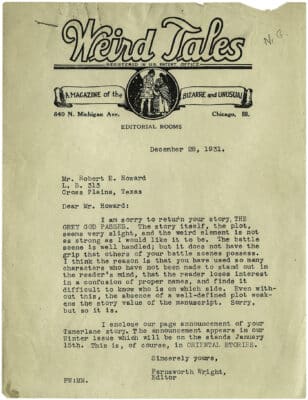 N. G.
Weird Tales
REGISTERED IN U.S. PATENT OFFICE
A MAGAZINE of the BIZARRE and UNUSUAL
840 N. Michigan Ave. Chicago, Ill.
EDITORIAL ROOMS
December 28, 1931.
Mr. Robert E. Howard
L. B. 313
Cross Plains, Texas
Dear Mr. Howard:
I am sorry to return your story, THE
GREY GOD PASSES. The story itself, the plot,
seems very slight, and the weird element is not
as strong as I would like it to be. The battle
scene is well handled; but it does not have the
grip that others of your battle scenes possess.
I think the reason is that you have used so many
characters who have not been made to stand out in
the reader's mind, that the reader loses interest
in a confusion of proper names, and finds it
difficult to know who is on which side. Even with-
out this, the absence of a well-defined plot weak-
ens the story value of the manuscript. Sorry,
but so it is.
I enclose our page announcement of your
Tamerlane story. The announcement appears in our
Winter issue which will be on the stands January
15th. This is, of course, in ORIENTAL STORIES.
Sincerely yours,
Farnsworth Wright,
Editor
FW:MN.